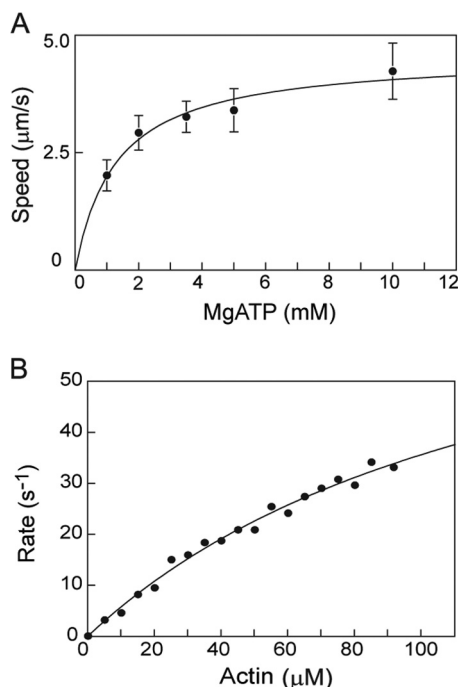 A
5.0
2.5
0
Speed (μm/s)
0 2 4 6 8 10 12
MgATP (mM)
B
50
40
30
20
10
0
Rate (s-1)
0 20 40 60 80 100
Actin (μM)